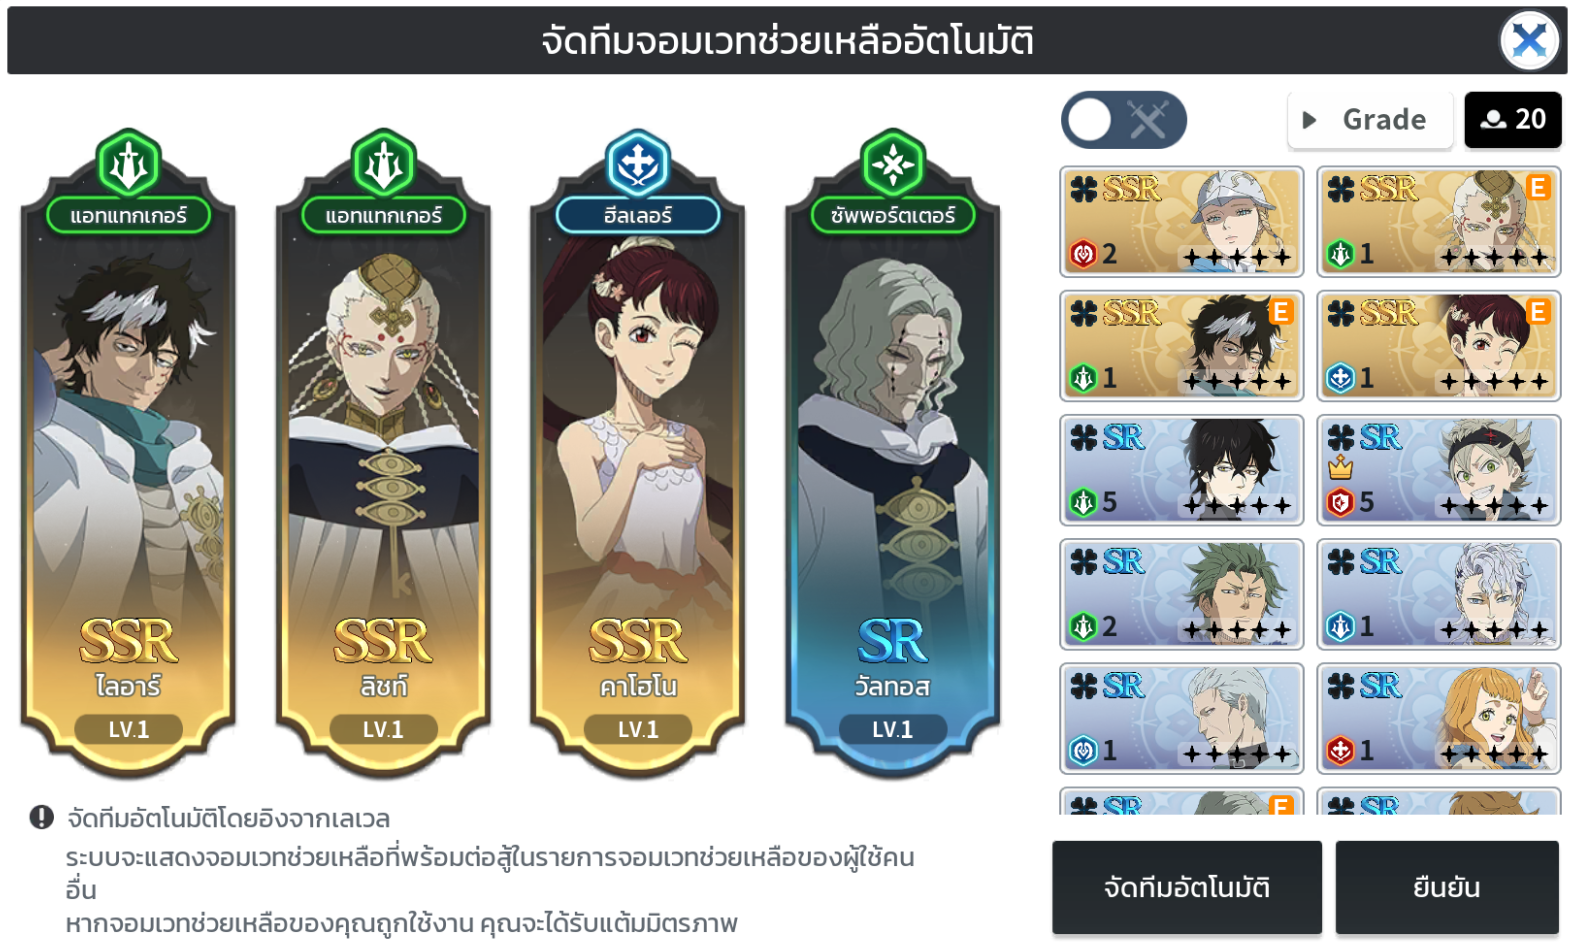 จัดทีมจอมเวทช่วยเหลืออัตโนมัติ
Grade
20
แอทแทกเกอร์
แอทแทกเกอร์
ฮีลเลอร์
ซัพพอร์ตเตอร์
SSR
ไลอาร์
LV.1
SSR
ลิชท์
LV.1
SSR
คาโฮโน
LV.1
SR
วัลทอส
LV.1
SSR
2
SSR
E
1
SSR
E
1
SSR
E
1
SR
5
SR
5
SR
2
SR
1
SR
1
SR
1
SR
E
SR
จัดทีมอัตโนมัติโดยอิงจากเลเวล
ระบบจะแสดงจอมเวทช่วยเหลือที่พร้อมต่อสู้ในรายการจอมเวทช่วยเหลือของผู้ใช้คน
อื่น
หากจอมเวทช่วยเหลือของคุณถูกใช้งาน คุณจะได้รับแต้มมิตรภาพ
จัดทีมอัตโนมัติ
ยืนยัน